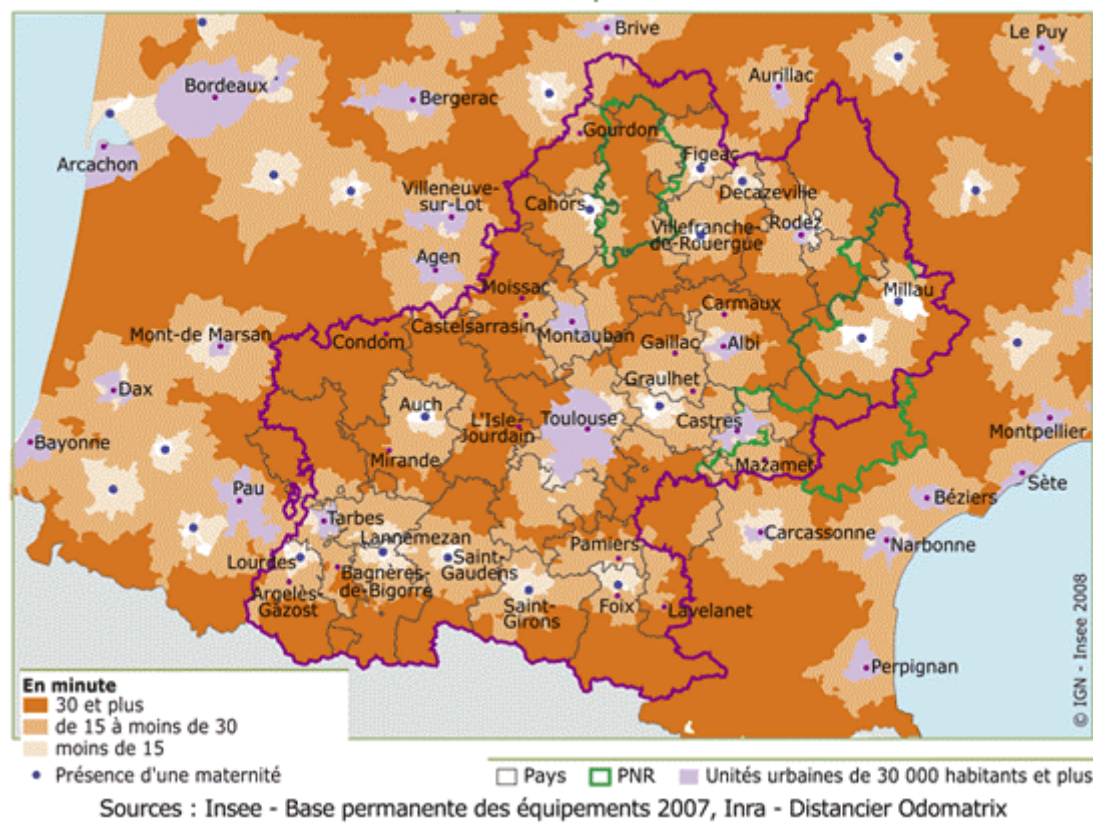 Brive
Le Puy
Aurillac
Bordeaux
Bergerac
Gourdon
Arcachon
Figeac
Decazeville
Villeneuve-
sur-Lot
Cahors
Villefranche-
de-Rouergue
Rodez
Agen
Moissac
Millau
Carmaux
Castelsarrasin
Montauban
Mont-de Marsan
Condom
Gaillac
Albi
Dax
Graulhet
Auch
L'Isle-
Jourdain
Toulouse
Castres
Montpellier
Bayonne
Mirande
Mazamet
Sète
Pau
Béziers
Tarbes
Lannemezan
Carcassonne
Narbonne
Lourdes
Saint-
Gaudens
Pamiers
Bagnères-
de-Bigorre
Argelès-
Gazost
Saint-
Girons
Foix
Lavelanet
Perpignan
© IGN - Insee 2008
En minute
30 et plus
de 15 à moins de 30
moins de 15
Présence d'une maternité
Pays
PNR
Unités urbaines de 30 000 habitants et plus
Sources : Insee - Base permanente des équipements 2007, Inra - Distancier Odomatrix